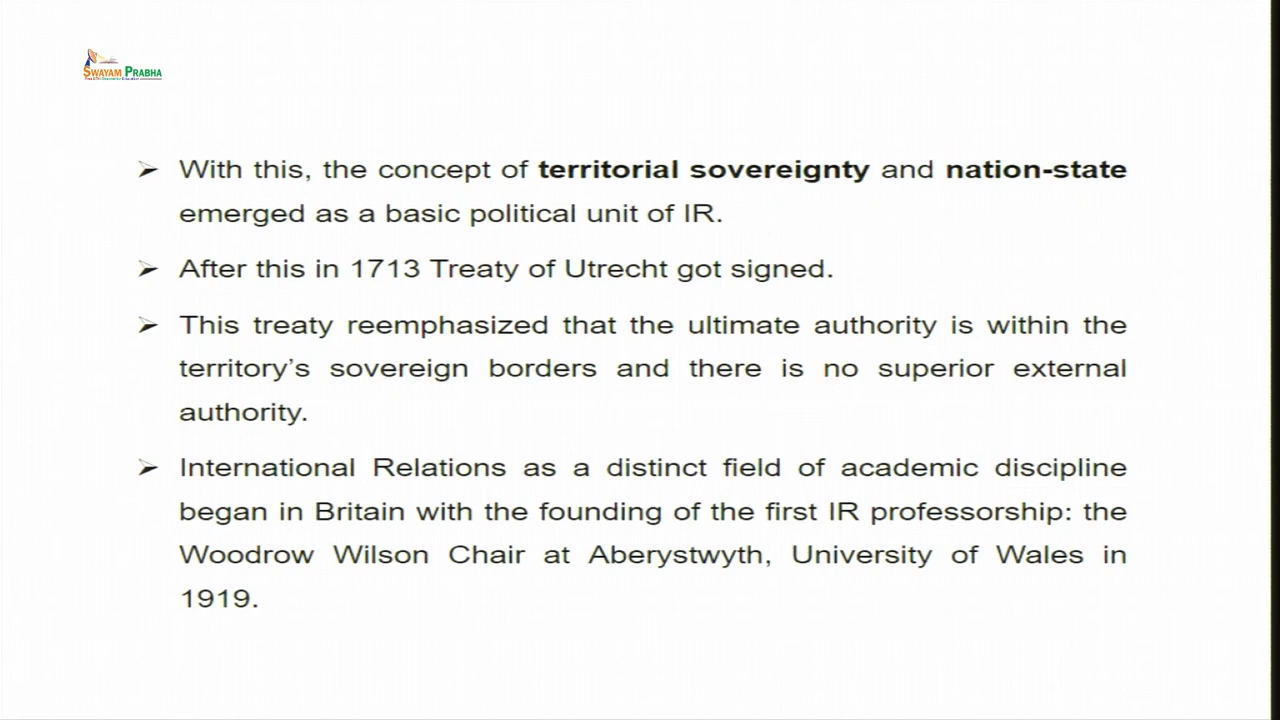 SWAYAM PRABHA
➢ With this, the concept of territorial sovereignty and nation-state
emerged as a basic political unit of IR.
➢ After this in 1713 Treaty of Utrecht got signed.
➢ This treaty reemphasized that the ultimate authority is within the
territory’s sovereign borders and there is no superior external
authority.
➢ International Relations as a distinct field of academic discipline
began in Britain with the founding of the first IR professorship: the
Woodrow Wilson Chair at Aberystwyth, University of Wales in
1919.